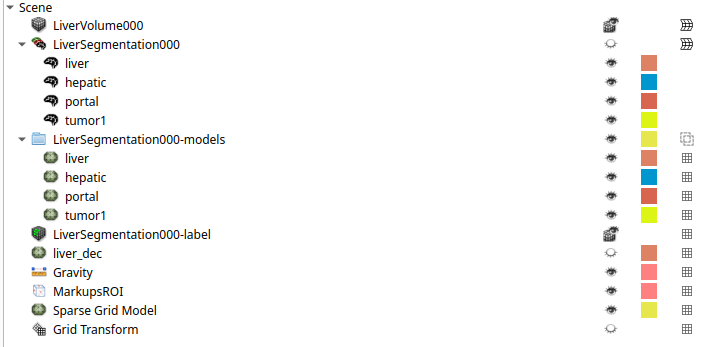 Scene
LiverVolume000
LiverSegmentation000
liver
hepatic
portal
tumor1
LiverSegmentation000-models
liver
hepatic
portal
tumor1
LiverSegmentation000-label
liver_dec
Gravity
MarkupsROI
Sparse Grid Model
Grid Transform